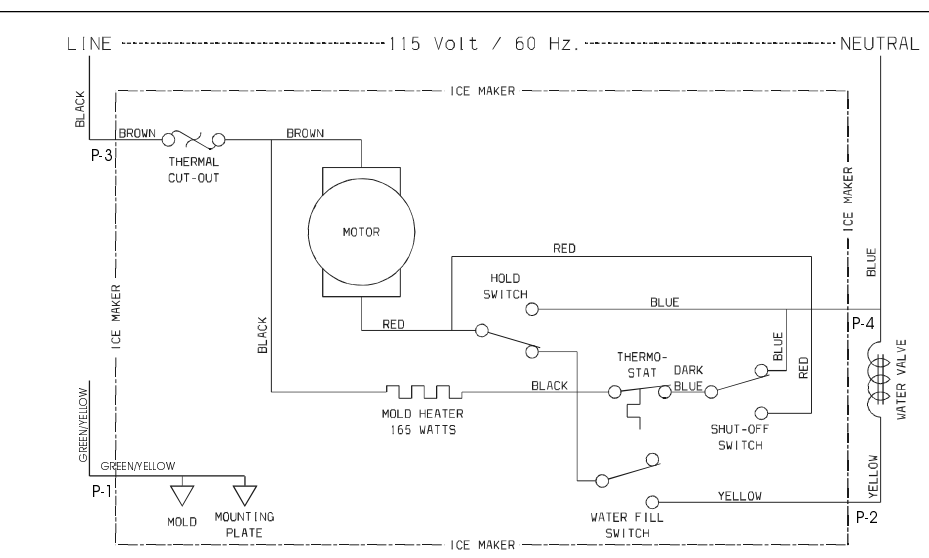 LINE 115 Volt / 60 Hz. NEUTRAL
ICE MAKER
BLACK
BROWN
BROWN
P-3
THERMAL
CUT-OUT
ICE MAKER
MOTOR
RED
BLUE
HOLD
SWITCH
BLUE
ICE MAKER
BLACK
RED
P-4
BLUE
RED
WATER VALVE
THERMO-
STAT
DARK
BLUE
BLACK
MOLD HEATER
165 WATTS
GREEN/YELLOW
SHUT-OFF
SWITCH
GREEN/YELLOW
YELLOW
P-1
YELLOW
MOLD
MOUNTING
PLATE
WATER FILL
SWITCH
P-2
ICE MAKER